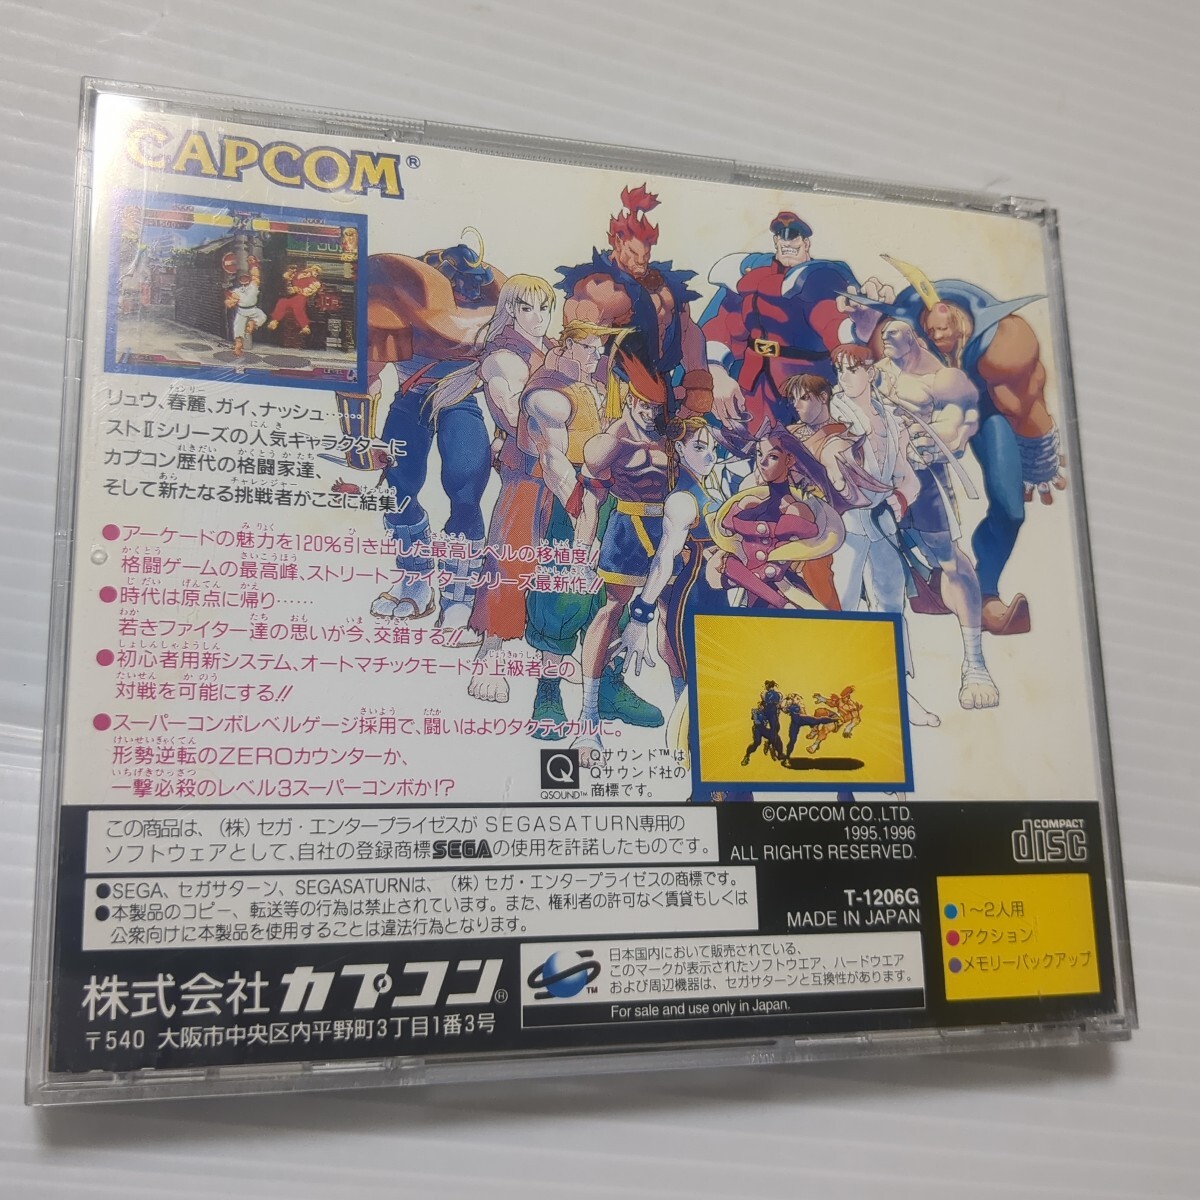 CAPCOM®
リュウ、春麗、ガイ、ナッシュ……
ストⅡシリーズの人気キャラクターに
カプコン歴代の格闘家達、
そして新たなる挑戦者がここに結集!
●アーケードの魅力を120%引き出した最高レベルの移植度!!
格闘ゲームの最高峰、ストリートファイターシリーズ最新作!!
●時代は原点に帰り……
若きファイター達の思いが今、交錯する!!
●初心者用新システム、オートマチックモードが上級者との
対戦を可能にする!!
●スーパーコンボレベルゲージ採用で、闘いはよりタクティカルに。
形勢逆転のZEROカウンターか、
一撃必殺のレベル3スーパーコンボか!?
Q
QSOUND™
Qサウンド™は
Qサウンド社の
商標です。
この商品は、(株)セガ・エンタープライゼスが SEGASATURN専用の
ソフトウェアとして、自社の登録商標SEGAの使用を許諾したものです。
●SEGA、セガサターン、SEGASATURNは、(株)セガ・エンタープライゼスの商標です。
●本製品のコピー、転送等の行為は禁止されています。また、権利者の許可なく賃貸もしくは
公衆向けに本製品を使用することは違法行為となります。
©CAPCOM CO.,LTD.
1995,1996
ALL RIGHTS RESERVED.
COMPACT
disc
T-1206G
MADE IN JAPAN
●1～2人用
●アクション
●メモリーバックアップ
株式会社カプコン®
〒540 大阪市中央区内平野町3丁目1番3号
™
日本国内において販売されている、
このマークが表示されたソフトウエア、ハードウエア
および周辺機器は、セガサターンと互換性があります。
For sale and use only in Japan.